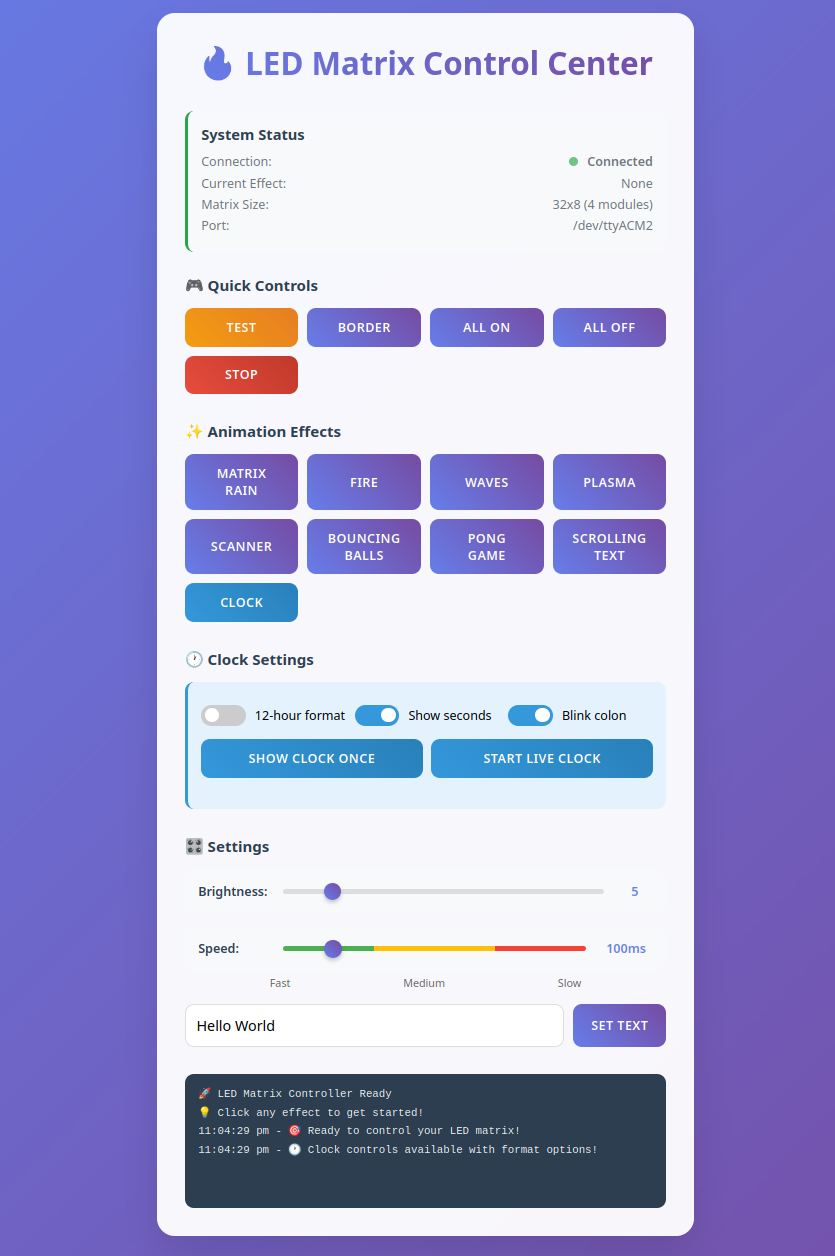 🔥 LED Matrix Control Center
System Status
Connection: Connected
Current Effect: None
Matrix Size: 32x8 (4 modules)
Port: /dev/ttyACM2
🎮 Quick Controls
TEST BORDER ALL ON ALL OFF
STOP
✨ Animation Effects
MATRIX
RAIN
FIRE
WAVES
PLASMA
SCANNER
BOUNCING
BALLS
PONG
GAME
SCROLLING
TEXT
CLOCK
🕐 Clock Settings
12-hour format Show seconds Blink colon
SHOW CLOCK ONCE START LIVE CLOCK
🎛️ Settings
Brightness: 5
Speed: 100ms
Fast Medium Slow
Hello World SET TEXT
🚀 LED Matrix Controller Ready
💡 Click any effect to get started!
11:04:29 pm - 🎯 Ready to control your LED matrix!
11:04:29 pm - 🕐 Clock controls available with format options!